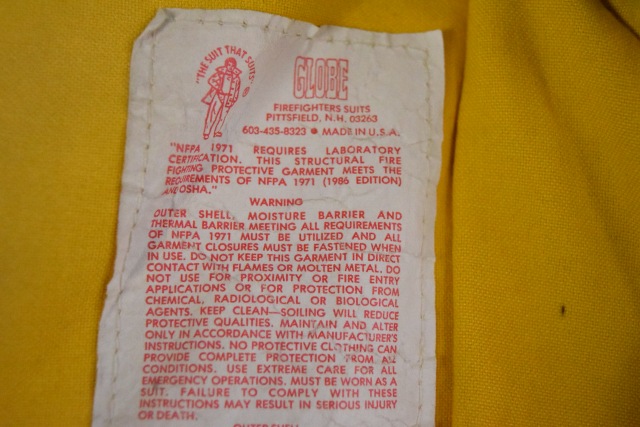 "THE SUIT THAT SUITS" ®
GLOBE
FIREFIGHTERS SUITS
PITTSFIELD, N.H. 03263
603-435-8323 ● MADE IN U.S.A.
"NFPA 1971 REQUIRES LABORATORY
CERTIFICATION. THIS STRUCTURAL FIRE
FIGHTING PROTECTIVE GARMENT MEETS THE
REQUIREMENTS OF NFPA 1971 (1986 EDITION)
AND OSHA."
WARNING
OUTER SHELL, MOISTURE BARRIER AND
THERMAL BARRIER MEETING ALL REQUIREMENTS
OF NFPA 1971 MUST BE UTILIZED AND ALL
GARMENT CLOSURES MUST BE FASTENED WHEN
IN USE. DO NOT KEEP THIS GARMENT IN DIRECT
CONTACT WITH FLAMES OR MOLTEN METAL. DO
NOT USE FOR PROXIMITY OR FIRE ENTRY
APPLICATIONS OR FOR PROTECTION FROM
CHEMICAL, RADIOLOGICAL OR BIOLOGICAL
AGENTS. KEEP CLEAN—SOILING WILL REDUCE
PROTECTIVE QUALITIES. MAINTAIN AND ALTER
ONLY IN ACCORDANCE WITH MANUFACTURER'S
INSTRUCTIONS. NO PROTECTIVE CLOTHING CAN
PROVIDE COMPLETE PROTECTION FROM ALL
CONDITIONS. USE EXTREME CARE FOR ALL
EMERGENCY OPERATIONS. MUST BE WORN AS A
SUIT. FAILURE TO COMPLY WITH THESE
INSTRUCTIONS MAY RESULT IN SERIOUS INJURY
OR DEATH.
OUTER SHELL